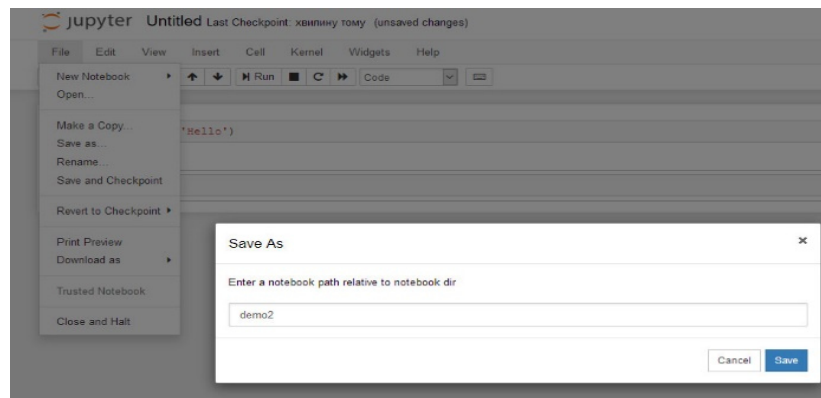 jupyter Untitled Last Checkpoint: хвилину тому (unsaved changes)
File Edit View Insert Cell Kernel Widgets Help
New Notebook
Run Code
Open...
Make a Copy...
'Hello')
Save as...
Rename...
Save and Checkpoint
Revert to Checkpoint
Print Preview
Download as
Trusted Notebook
Close and Halt
Save As ×
Enter a notebook path relative to notebook dir
demo2
Cancel Save